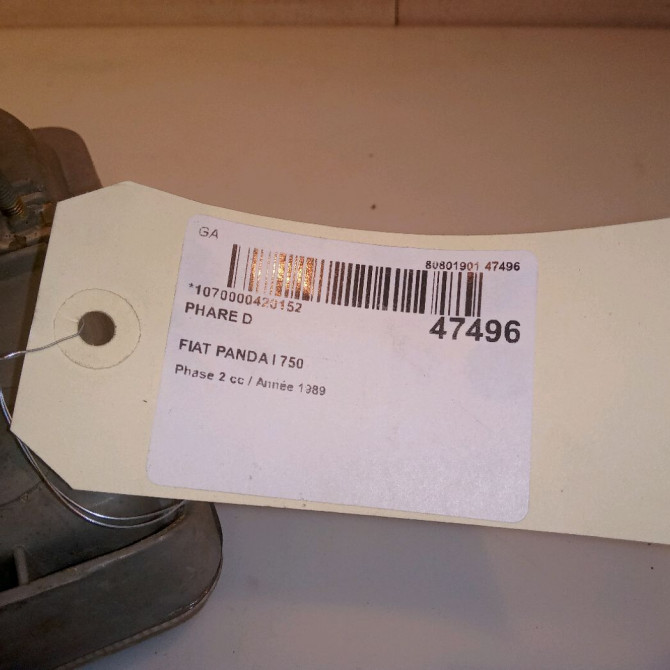 GA
80801901 47496
*1070000420152
PHARE D
47496
FIAT PANDA I 750
Phase 2 cc / Année 1989